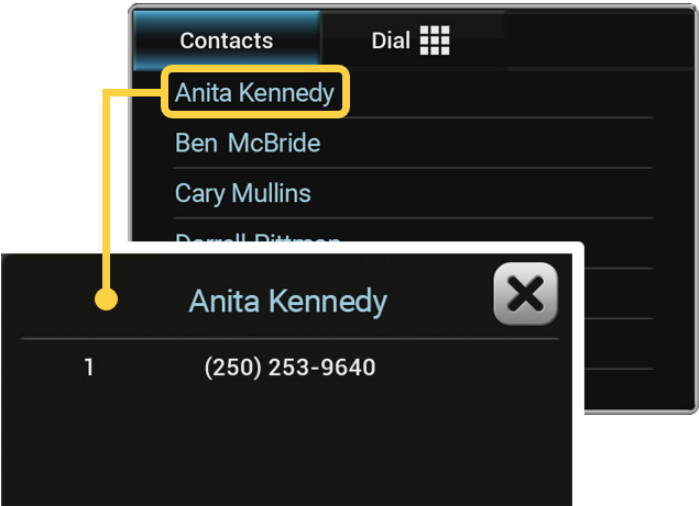 Contacts Dial
Anita Kennedy
Ben McBride
Cary Mullins
Anita Kennedy
1 (250) 253-9640